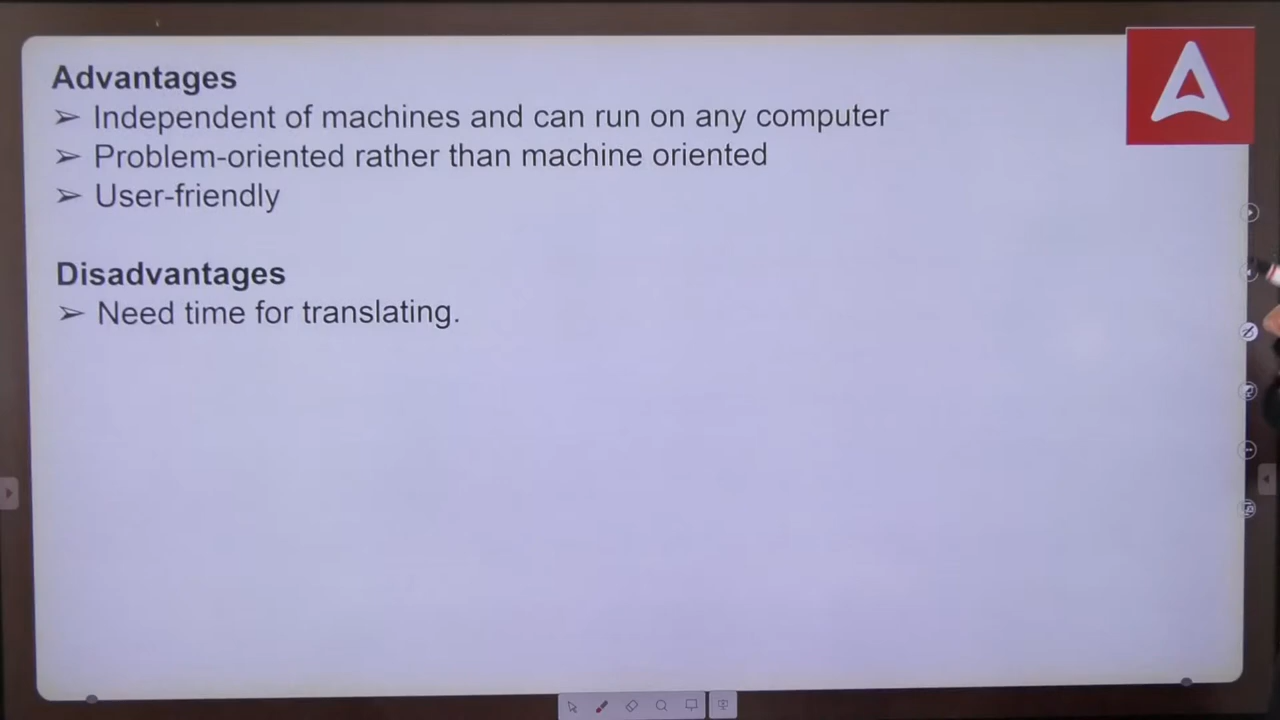 Advantages
➢ Independent of machines and can run on any computer
➢ Problem-oriented rather than machine oriented
➢ User-friendly
Disadvantages
➢ Need time for translating.